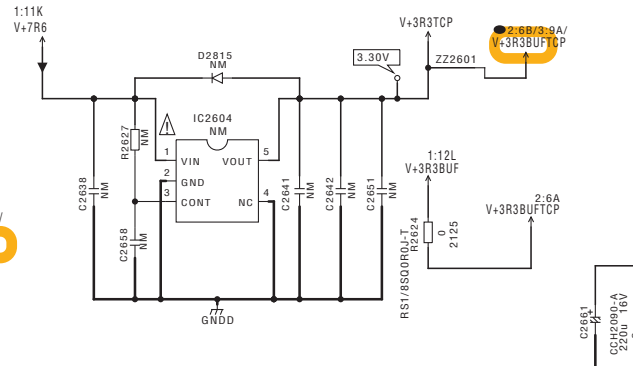 1:11K
V+7R6
D2815
NM
3.30V
V+3R3TCP
ZZ2601
2:6B/3:9A/
V+3R3BUFTCP
IC2604
NM
R2627
NM
1
VIN
VOUT
5
2
GND
3
CONT
NC
4
C2638
NM
C2658
NM
C2641
NM
C2642
NM
C2651
NM
GNDD
1:12L
V+3R3BUF
R2624
0
2125
RS1/8SQ0R0J-T
2:6A
V+3R3BUFTCP
C2661
+
CCH2090-A
220u 16V
/